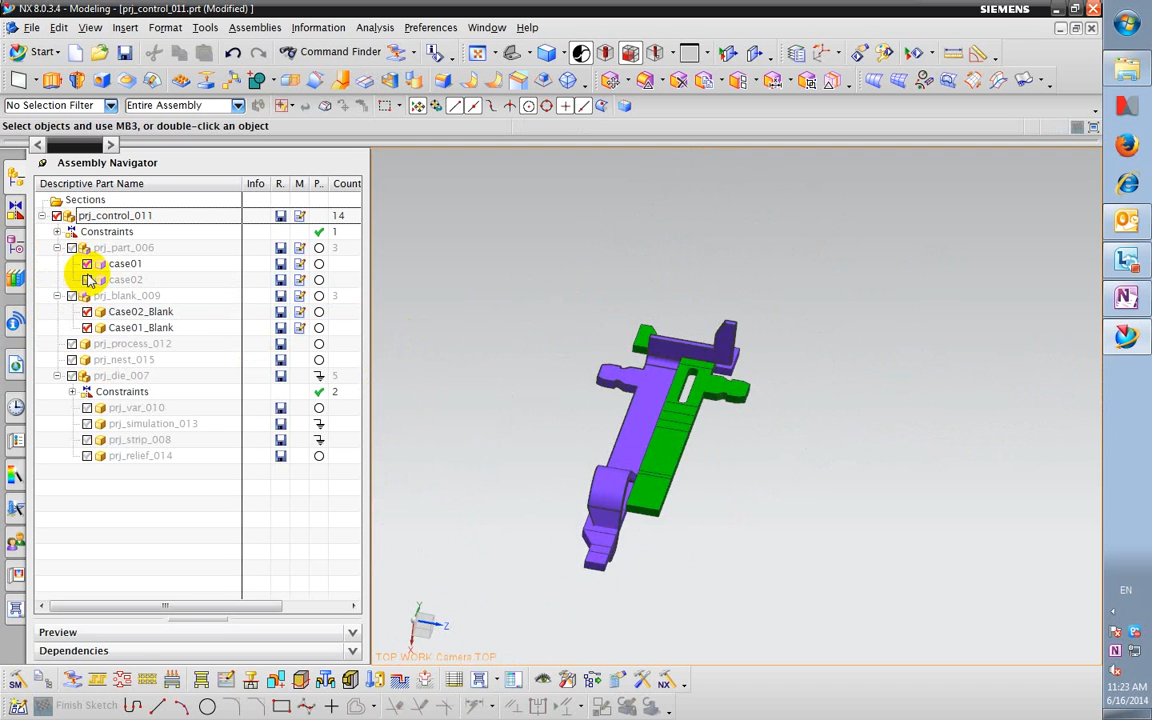 NX 8.0.3.4 - Modeling - [prj_control_011.prt (Modified) ]
SIEMENS
File Edit View Insert Format Tools Assemblies Information Analysis Preferences Window Help
Start
Command Finder
No Selection Filter
Entire Assembly
Select objects and use MB3, or double-click an object
Assembly Navigator
Descriptive Part Name Info R. M P.. Count
Sections
prj_control_011 14
Constraints 1
prj_part_006 3
case01
case02
prj_blank_009 3
Case02_Blank
Case01_Blank
prj_process_012
prj_nest_015
prj_die_007 5
Constraints 2
prj_var_010
prj_simulation_013
prj_strip_008
prj_relief_014
Preview
Dependencies
Y
Z
X
TOP WORK Camera TOP
SM
NX
Finish Sketch
EN
11:23 AM
6/16/2014